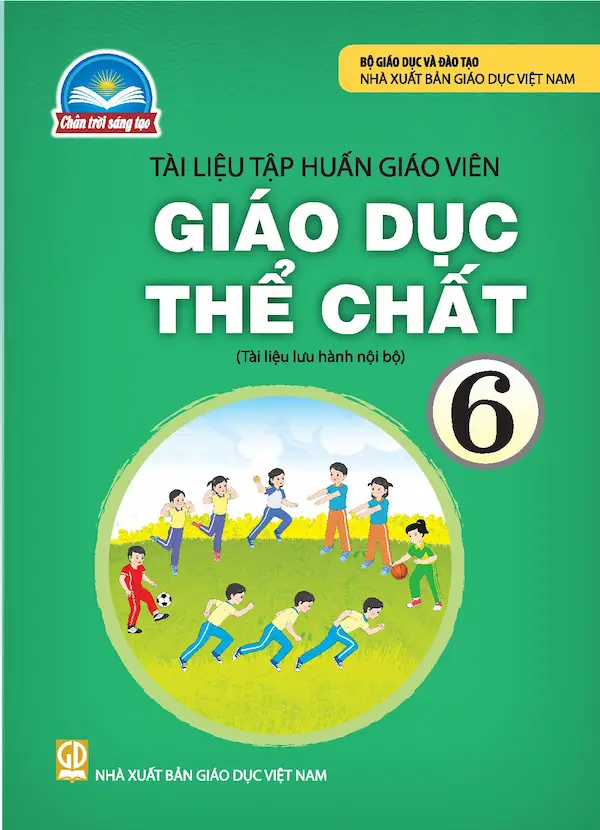 BỘ GIÁO DỤC VÀ ĐÀO TẠO
NHÀ XUẤT BẢN GIÁO DỤC VIỆT NAM
Chân trời sáng tạo
TÀI LIỆU TẬP HUẤN GIÁO VIÊN
GIÁO DỤC
THỂ CHẤT
(Tài liệu lưu hành nội bộ)
6
GD
NHÀ XUẤT BẢN GIÁO DỤC VIỆT NAM